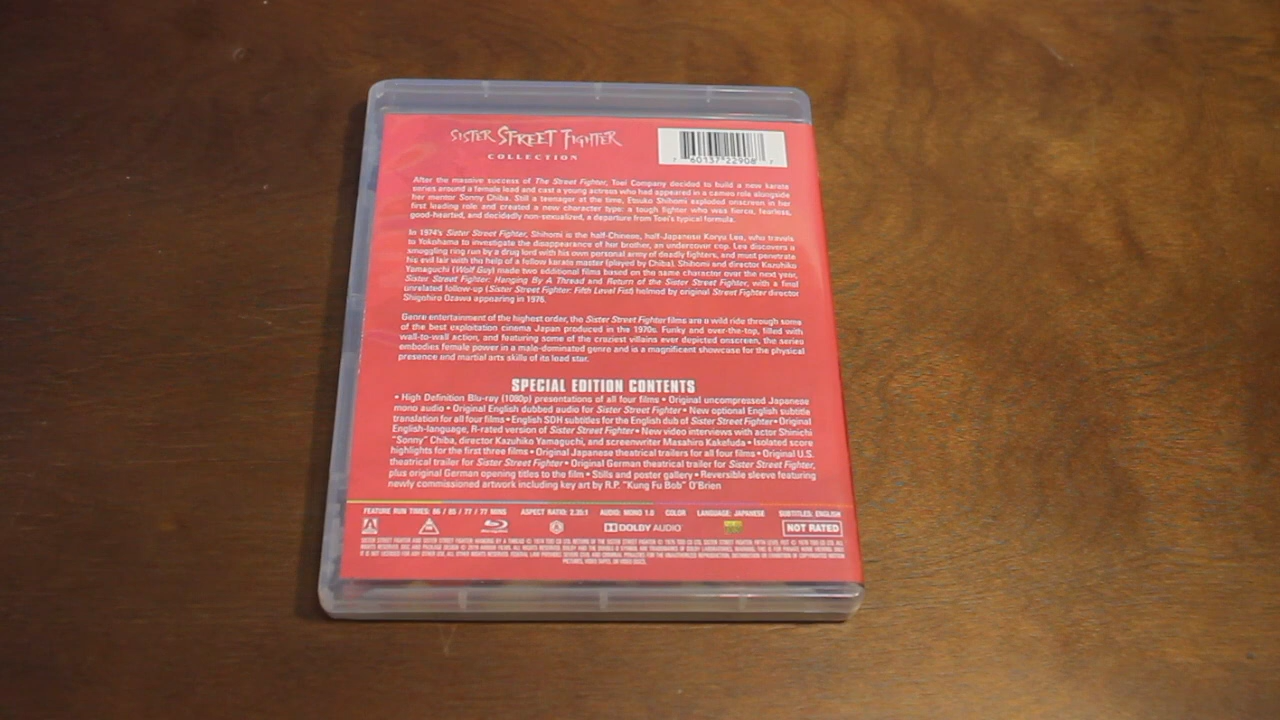 SISTER STREET FIGHTER
COLLECTION
7 60137 22908 7
After the massive success of The Street Fighter, Toei Company decided to build a new karate
series around a female lead and cast a young actress who had appeared in a cameo role alongside
her mentor Sonny Chiba. Still a teenager at the time, Etsuko Shihomi exploded onscreen in her
first leading role and created a new character type: a tough fighter who was fierce, fearless,
good-hearted, and decidedly non-sexualized, a departure from Toei's typical formula.
In 1974's Sister Street Fighter, Shihomi is the half-Chinese, half-Japanese Koryu Lee, who travels
to Yokohama to investigate the disappearance of her brother, an undercover cop. Lee discovers a
smuggling ring run by a drug lord with his own personal army of deadly fighters, and must penetrate
his evil lair with the help of a fellow karate master (played by Chiba). Shihomi and director Kazuhiko
Yamaguchi (Wolf Guy) made two additional films based on the same character over the next year,
Sister Street Fighter: Hanging By A Thread and Return of the Sister Street Fighter, with a final
unrelated follow-up (Sister Street Fighter: Fifth Level Fist) helmed by original Street Fighter director
Shigehiro Ozawa appearing in 1976.
Genre entertainment of the highest order, the Sister Street Fighter films are a wild ride through some
of the best exploitation cinema Japan produced in the 1970s. Funky and over-the-top, filled with
wall-to-wall action, and featuring some of the craziest villains ever depicted onscreen, the series
embodies female power in a male-dominated genre and is a magnificent showcase for the physical
presence and martial arts skills of its lead star.
SPECIAL EDITION CONTENTS
• High Definition Blu-ray (1080p) presentations of all four films • Original uncompressed Japanese
mono audio • Original English dubbed audio for Sister Street Fighter • New optional English subtitle
translation for all four films • English SDH subtitles for the English dub of Sister Street Fighter • Original
English-language, R-rated version of Sister Street Fighter • New video interviews with actor Shinichi
"Sonny" Chiba, director Kazuhiko Yamaguchi, and screenwriter Masahiro Kakefuda • Isolated score
highlights for the first three films • Original Japanese theatrical trailers for all four films • Original U.S.
theatrical trailer for Sister Street Fighter • Original German theatrical trailer for Sister Street Fighter,
plus original German opening titles to the film • Stills and poster gallery • Reversible sleeve featuring
newly commissioned artwork including key art by R.P. "Kung Fu Bob" O'Brien
FEATURE RUN TIMES: 86 / 85 / 77 / 77 MINS ASPECT RATIO: 2.35:1 AUDIO: MONO 1.0 COLOR LANGUAGE: JAPANESE SUBTITLES: ENGLISH
DOLBY AUDIO NOT RATED